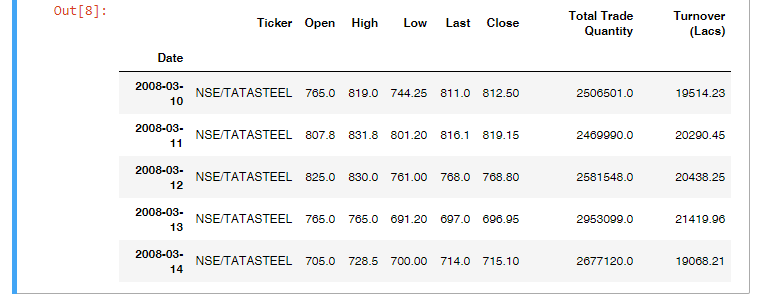 Out[8]:
Ticker Open High Low Last Close Total Trade Quantity Turnover (Lacs)
Date
2008-03-10 NSE/TATASTEEL 765.0 819.0 744.25 811.0 812.50 2506501.0 19514.23
2008-03-11 NSE/TATASTEEL 807.8 831.8 801.20 816.1 819.15 2469990.0 20290.45
2008-03-12 NSE/TATASTEEL 825.0 830.0 761.00 768.0 768.80 2581548.0 20438.25
2008-03-13 NSE/TATASTEEL 765.0 765.0 691.20 697.0 696.95 2953099.0 21419.96
2008-03-14 NSE/TATASTEEL 705.0 728.5 700.00 714.0 715.10 2677120.0 19068.21